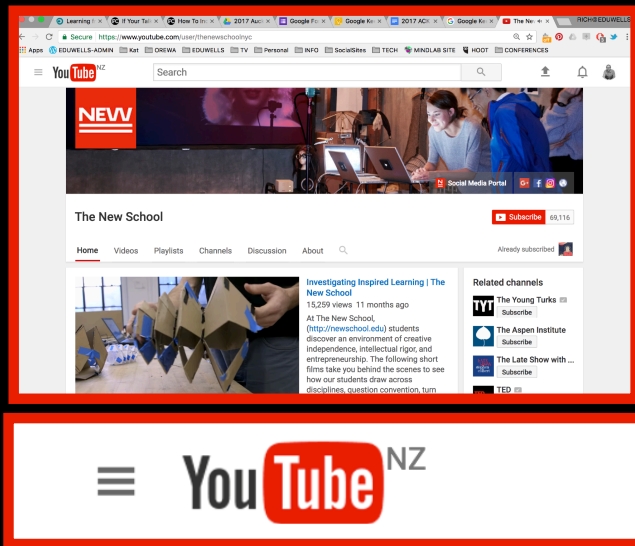 Learning
If Your Tal
How To In
2017 Auc
Google Fo
Google Ke
2017 ACIt
Google Ke
The New
RICH@EDUWELLS
Secure https://www.youtube.com/user/thenewschoolnyc
Apps EDUWELLS-ADMIN Kat DREWA EDUWELLS TV Personal INFO SocialSites TECH MINDLAB SITE HOOT CONFERENCES
YouTube NZ
Search
NEW
Social Media Portal
The New School
Subscribe 69,116
Home Videos Playlists Channels Discussion About
Already subscribed
Investigating Inspired Learning | The
New School
15,259 views 11 months ago
At The New School,
(http://newschool.edu) students
discover an environment of creative
independence, intellectual rigor, and
entrepreneurship. The following short
films take you behind the scenes to see
how our students draw across
disciplines, question convention, turn
Related channels
TYT
The Young Turks
Subscribe
The Aspen Institute
Subscribe
The Late Show with ...
Subscribe
TED
YouTube NZ